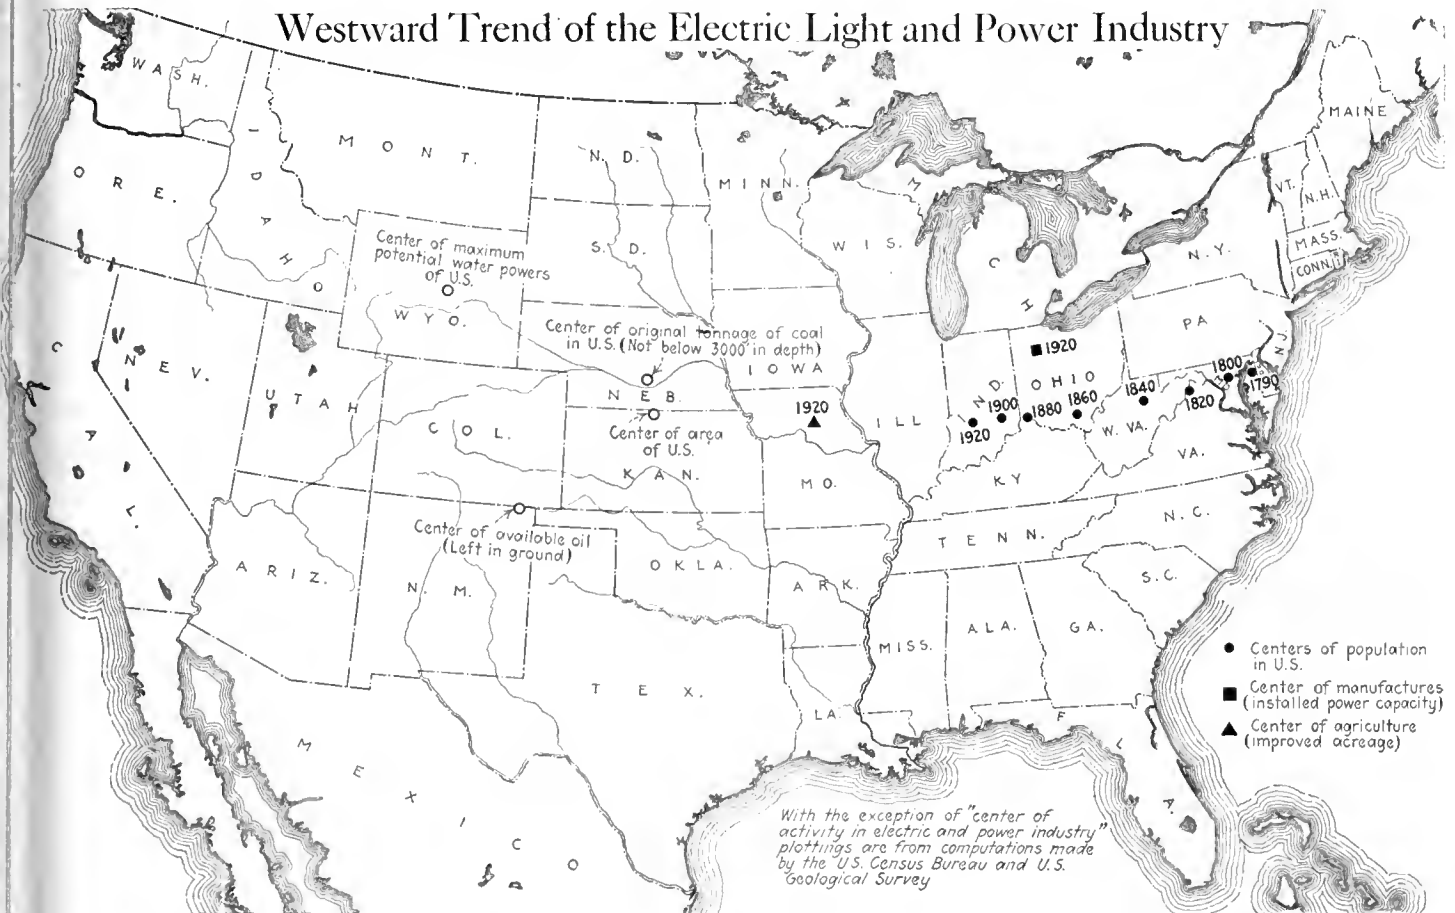 Westward Trend of the Electric Light and Power Industry
WASH.
MONT.
N. D.
MINN.
MAINE
ORE.
IDAHO
S. D.
WIS.
MICH
VT.
N.H.
MASS.
CONN.
N.Y.
Center of maximum
potential water powers
of U.S.
WYO.
Center of original tonnage of coal
in U.S. (Not below 3000' in depth)
IOWA
PA
N.J.
1920
OHIO
IND.
1800
1790
1840
1820
1860
1880
1900
1920
NEV.
UTAH
CAL.
NEB.
1920
ILL
W. VA.
COL.
Center of area
of U.S.
KAN.
MO.
KY
VA.
Center of available oil
(Left in ground)
TENN.
N.C.
ARIZ.
N. M.
OKLA.
ARK.
S.C.
MISS.
ALA.
GA.
TEX.
LA.
FLA.
MEXICO
Centers of population
in U.S.
Center of manufactures
(installed power capacity)
Center of agriculture
(improved acreage)
With the exception of "center of
activity in electric and power industry"
plottings are from computations made
by the U.S. Census Bureau and U.S.
Geological Survey